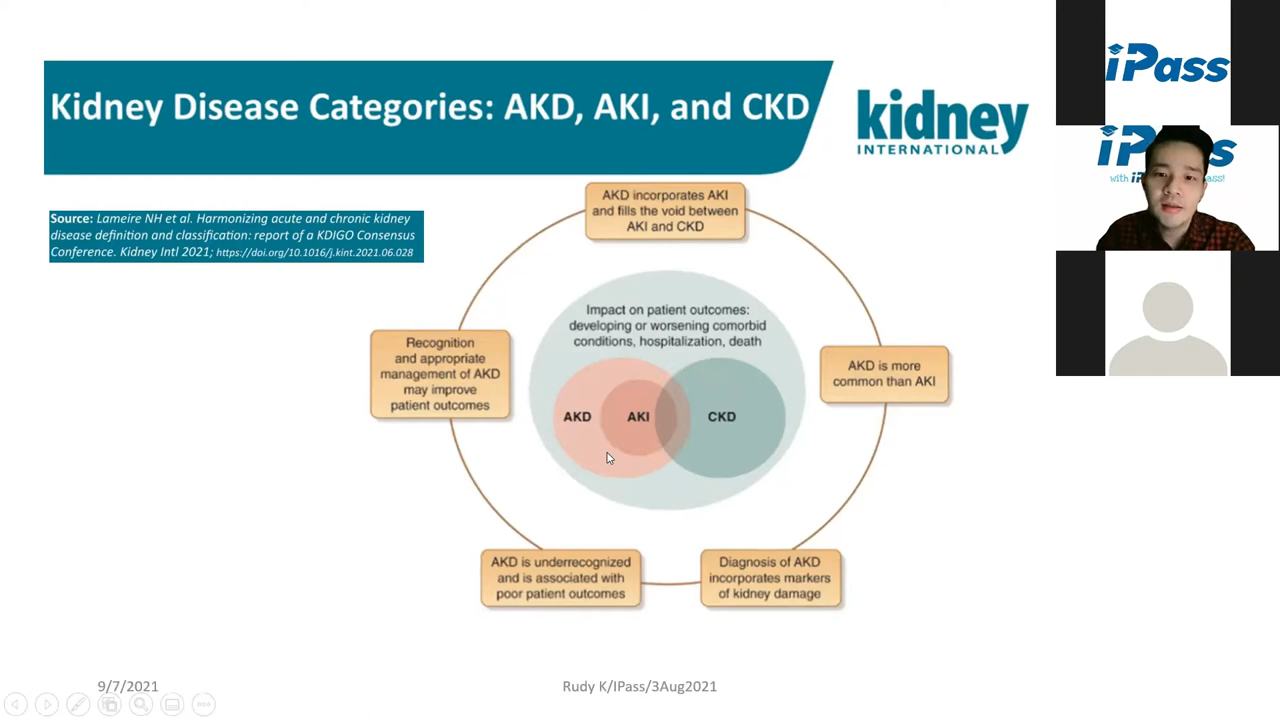 Kidney Disease Categories: AKD, AKI, and CKD
kidney
INTERNATIONAL
Source: Lameire NH et al. Harmonizing acute and chronic kidney
disease definition and classification: report of a KDIGO Consensus
Conference. Kidney Intl 2021; https://doi.org/10.1016/j.kint.2021.06.028
AKD incorporates AKI
and fills the void between
AKI and CKD
Impact on patient outcomes:
developing or worsening comorbid
conditions, hospitalization, death
AKD
AKI
CKD
Recognition
and appropriate
management of AKD
may improve
patient outcomes
AKD is more
common than AKI
AKD is underrecognized
and is associated with
poor patient outcomes
Diagnosis of AKD
incorporates markers
of kidney damage
9/7/2021
Rudy K/IPass/3Aug2021
iPass